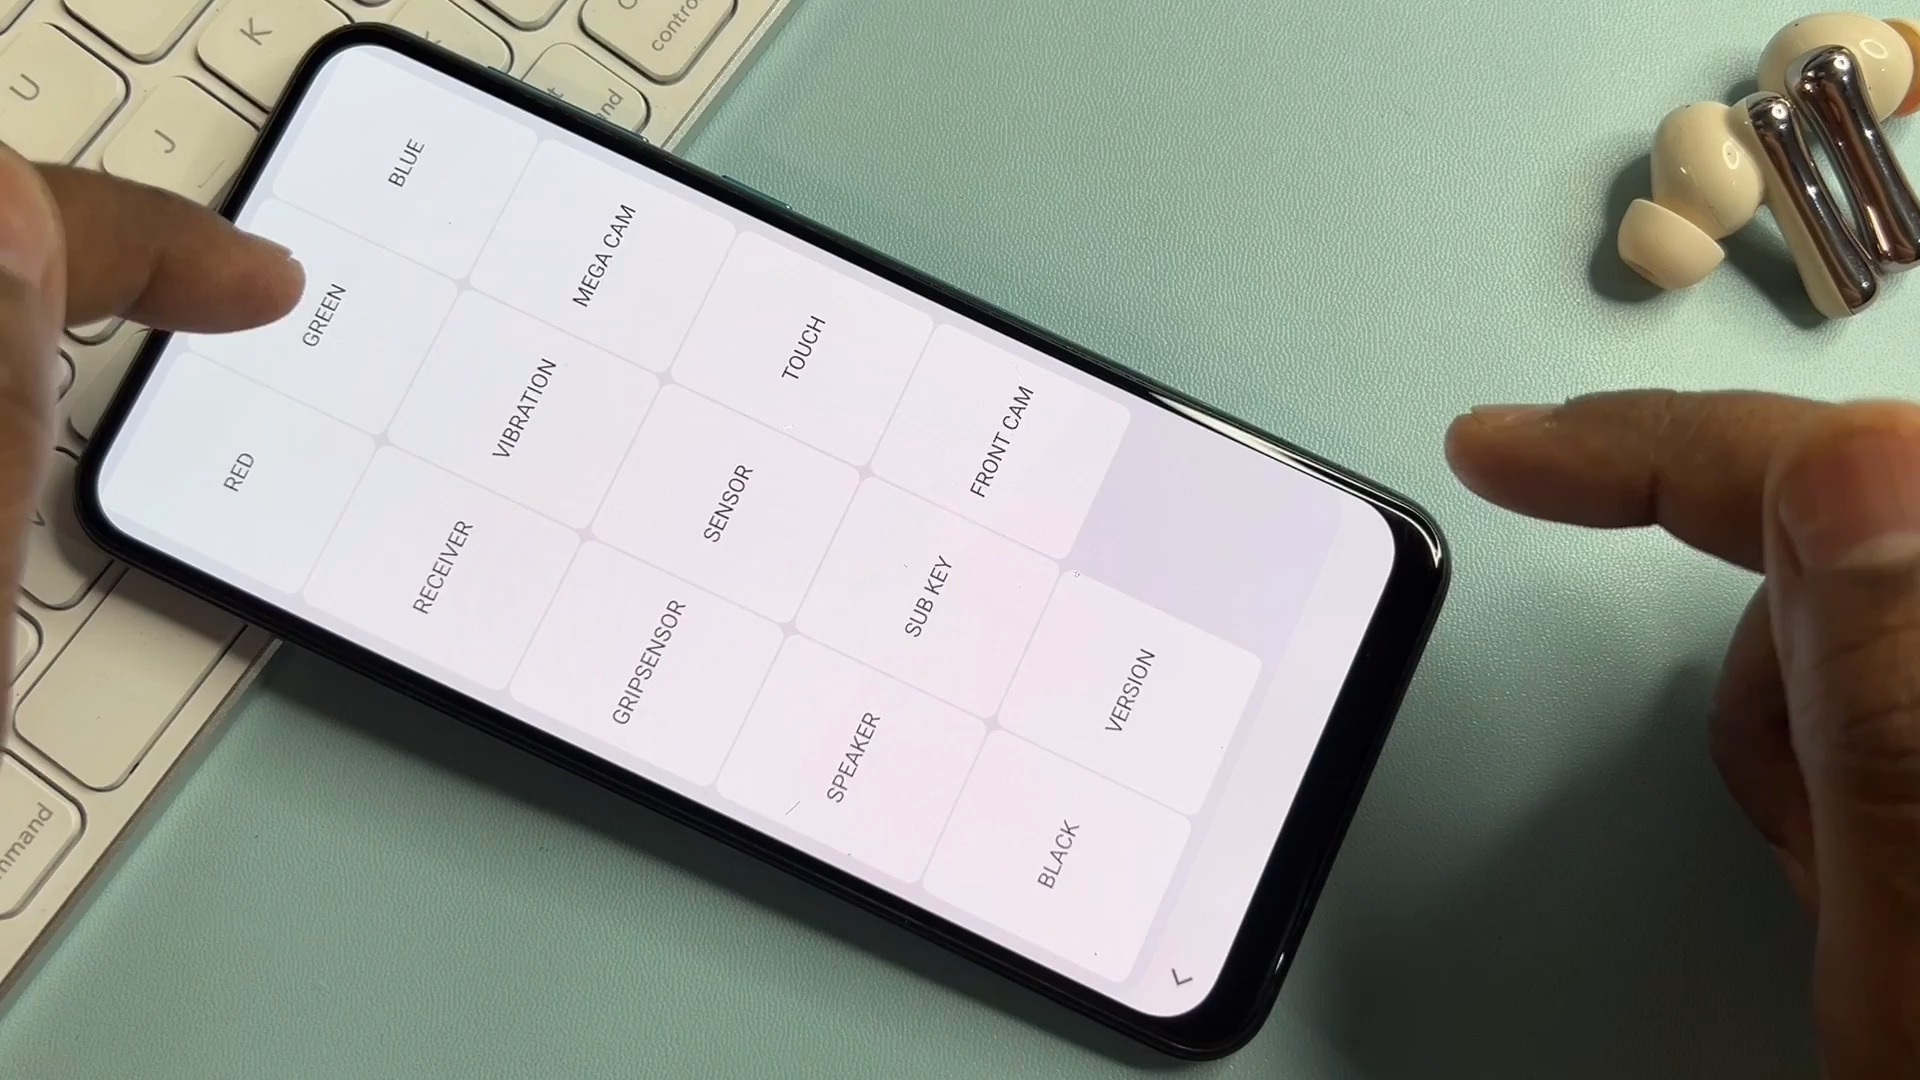 RED
GREEN
BLUE
RECEIVER
VIBRATION
MEGA CAM
GRIPSENSOR
SENSOR
TOUCH
SPEAKER
SUB KEY
FRONT CAM
BLACK
VERSION
U
K
J